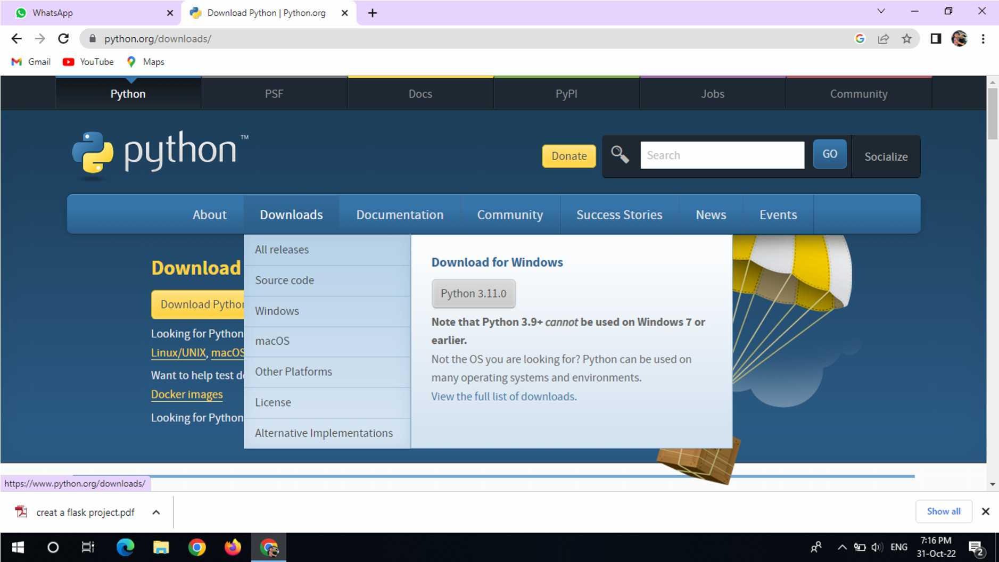 WhatsApp
Download Python | Python.org
python.org/downloads/
Gmail
YouTube
Maps
Python
PSF
Docs
PyPI
Jobs
Community
python™
Donate
Search
GO
Socialize
About
Downloads
Documentation
Community
Success Stories
News
Events
All releases
Source code
Windows
macOS
Other Platforms
License
Alternative Implementations
Download for Windows
Python 3.11.0
Note that Python 3.9+ cannot be used on Windows 7 or
earlier.
Not the OS you are looking for? Python can be used on
many operating systems and environments.
View the full list of downloads.
Download
Download Python
Looking for Python
Linux/UNIX, macOS
Want to help test de
Docker images
Looking for Python
https://www.python.org/downloads/
creat a flask project.pdf
Show all
ENG
7:16 PM
31-Oct-22
2